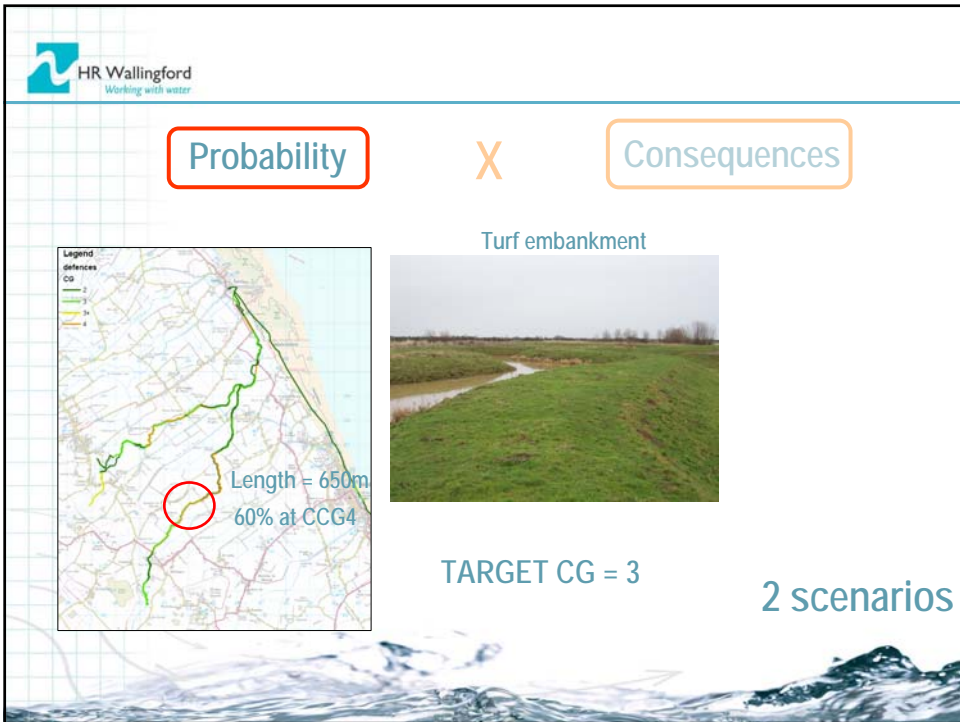 HR Wallingford
Working with water
Probability X Consequences
Turf embankment
Legend
defences
CG
2
3
3*
4
Length = 650m
60% at CCG4
TARGET CG = 3
2 scenarios